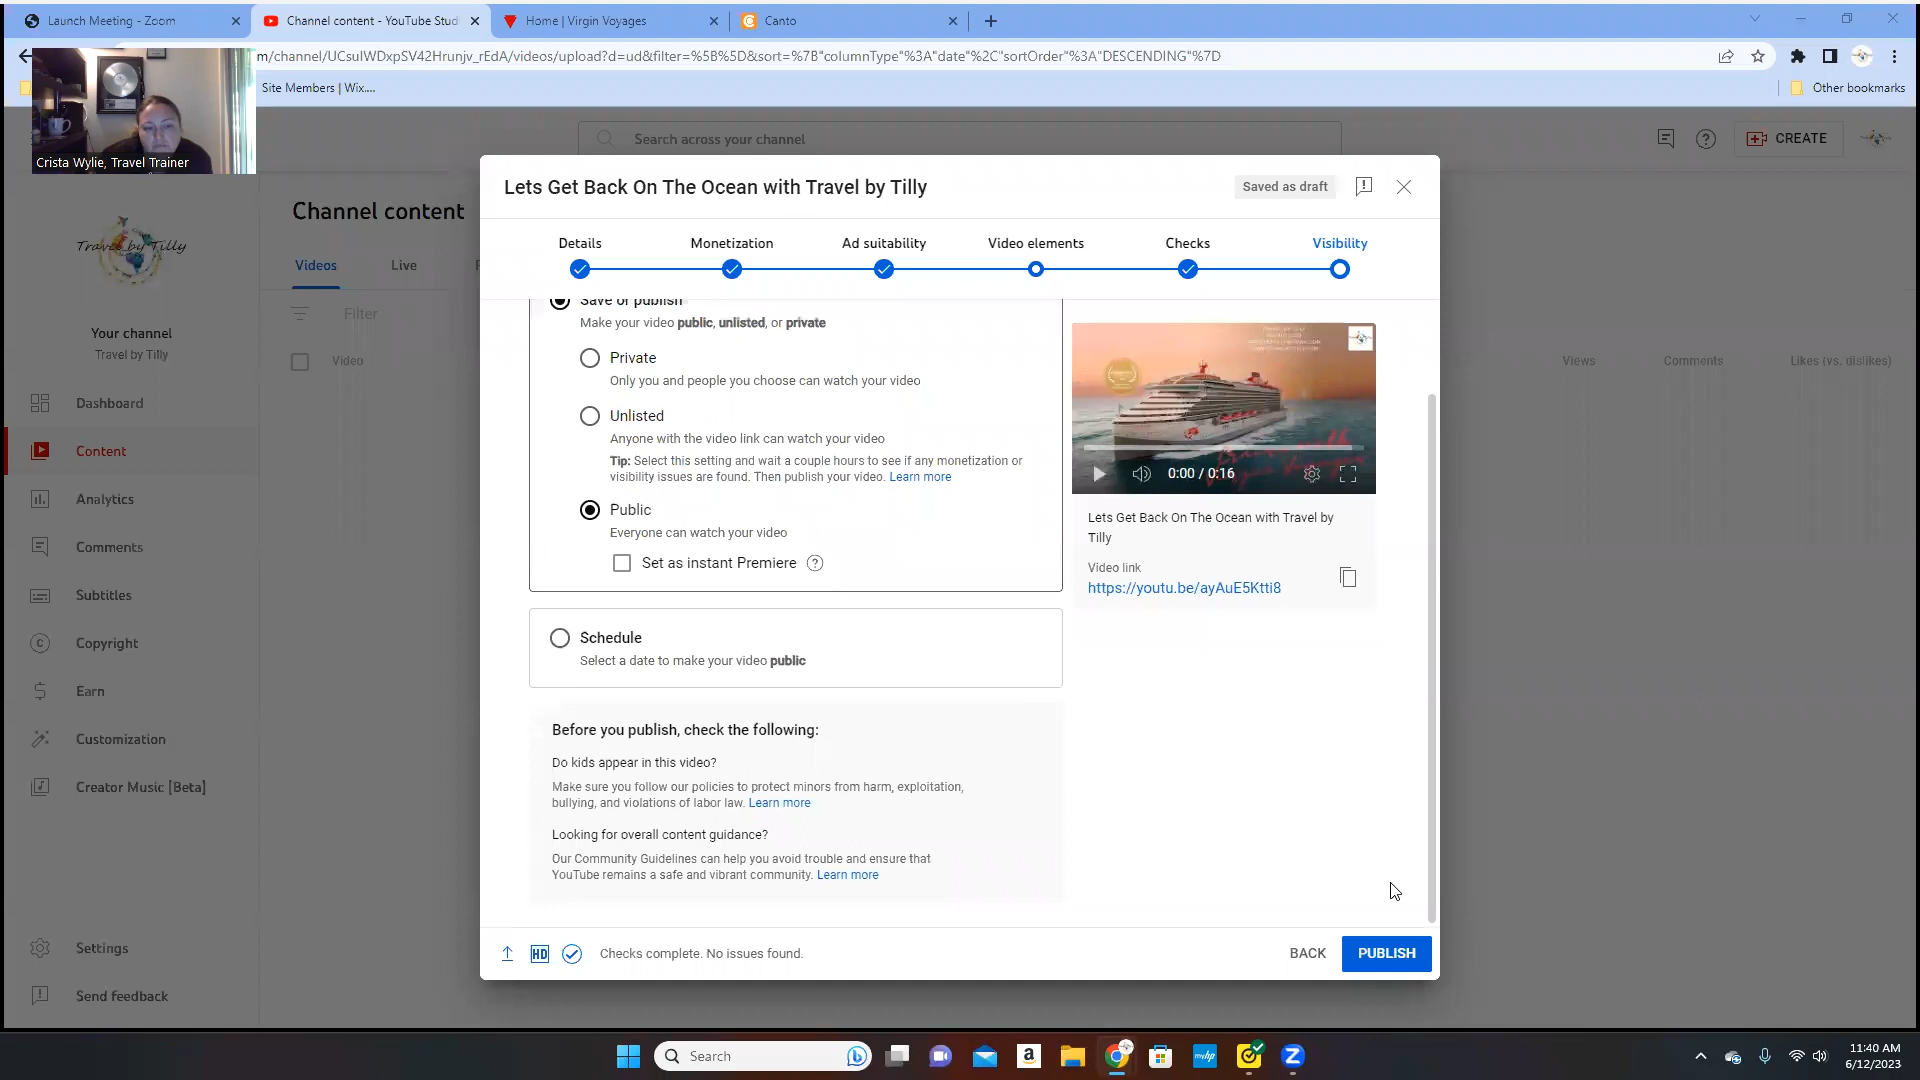 Launch Meeting - Zoom
Channel content - YouTube Studi
Home | Virgin Voyages
Canto
m/channel/UCsuIWDxpSV42Hrunjv_rEdA/videos/upload?d=ud&filter=%5B%5D&sort=%7B"columnType"%3A"date"%2C"sortOrder"%3A"DESCENDING"%7D
Site Members | Wix....
Other bookmarks
Crista Wylie, Travel Trainer
Search across your channel
CREATE
Travel by Tilly
Your channel
Travel by Tilly
Dashboard
Content
Analytics
Comments
Subtitles
Copyright
Earn
Customization
Creator Music [Beta]
Settings
Send feedback
Channel content
Videos
Live
Filter
Video
Views
Comments
Likes (vs. dislikes)
Lets Get Back On The Ocean with Travel by Tilly
Saved as draft
Details
Monetization
Ad suitability
Video elements
Checks
Visibility
Save or publish
Make your video public, unlisted, or private
Private
Only you and people you choose can watch your video
Unlisted
Anyone with the video link can watch your video
Tip: Select this setting and wait a couple hours to see if any monetization or
visibility issues are found. Then publish your video. Learn more
Public
Everyone can watch your video
Set as instant Premiere
Schedule
Select a date to make your video public
Before you publish, check the following:
Do kids appear in this video?
Make sure you follow our policies to protect minors from harm, exploitation,
bullying, and violations of labor law. Learn more
Looking for overall content guidance?
Our Community Guidelines can help you avoid trouble and ensure that
YouTube remains a safe and vibrant community. Learn more
0:00 / 0:16
Lets Get Back On The Ocean with Travel by
Tilly
Video link
https://youtu.be/ayAuE5Ktti8
HD
Checks complete. No issues found.
BACK
PUBLISH
Search
11:40 AM
6/12/2023